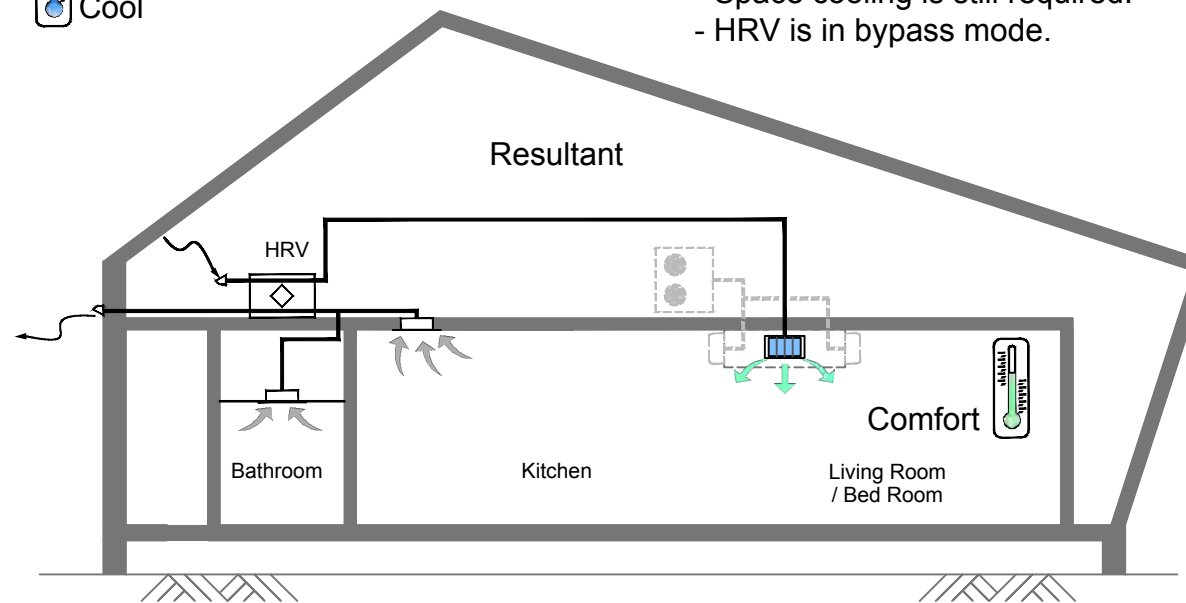 Cool
Space cooling is still required.
- HRV is in bypass mode.
Resultant
HRV
Comfort
Bathroom
Kitchen
Living Room
/ Bed Room